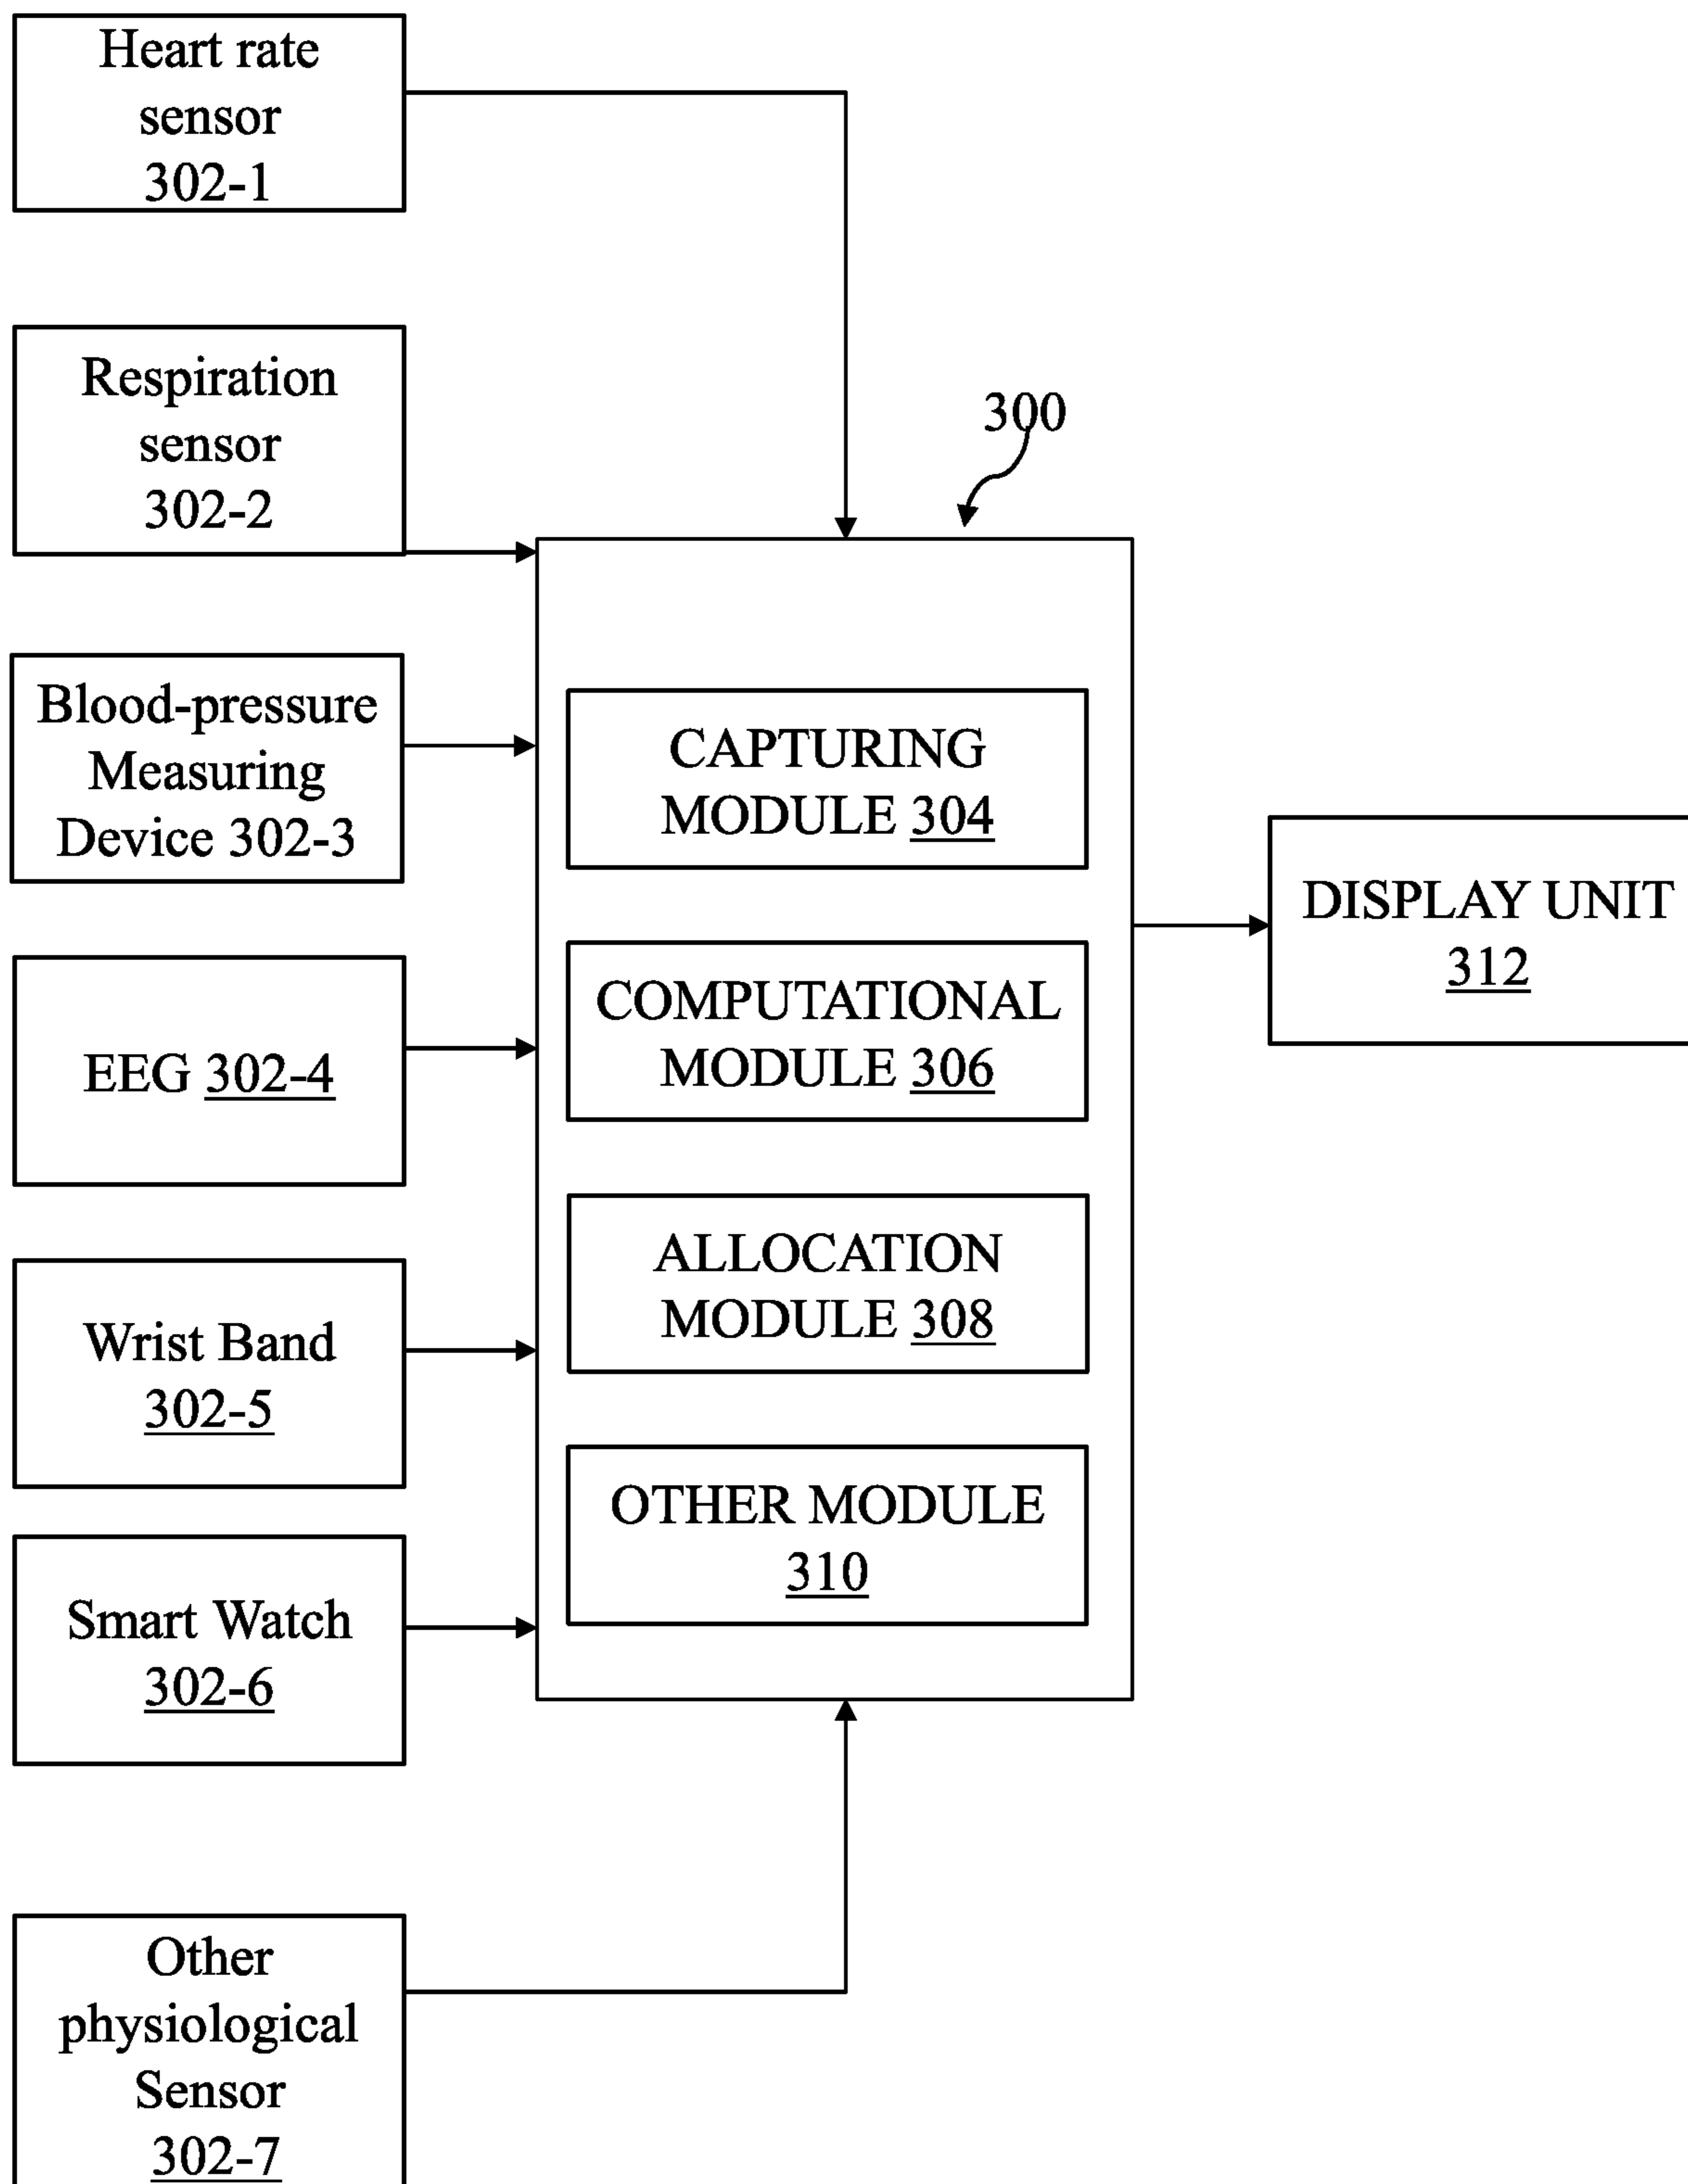 Heart rate
sensor
302-1
Respiration
sensor
302-2
300
Blood-pressure
Measuring
Device 302-3
CAPTURING
MODULE 304
DISPLAY UNIT
312
COMPUTATIONAL
MODULE 306
EEG 302-4
ALLOCATION
MODULE 308
Wrist Band
302-5
OTHER MODULE
310
Smart Watch
302-6
Other
physiological
Sensor
302-7